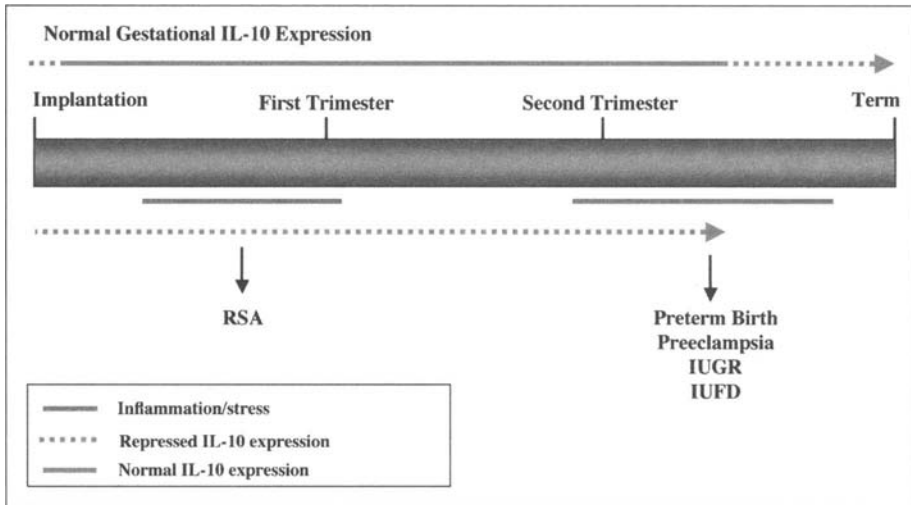 Normal Gestational IL-10 Expression
Implantation First Trimester Second Trimester Term
RSA
Preterm Birth
Preeclampsia
IUGR
IUFD
Inflammation/stress
Repressed IL-10 expression
Normal IL-10 expression